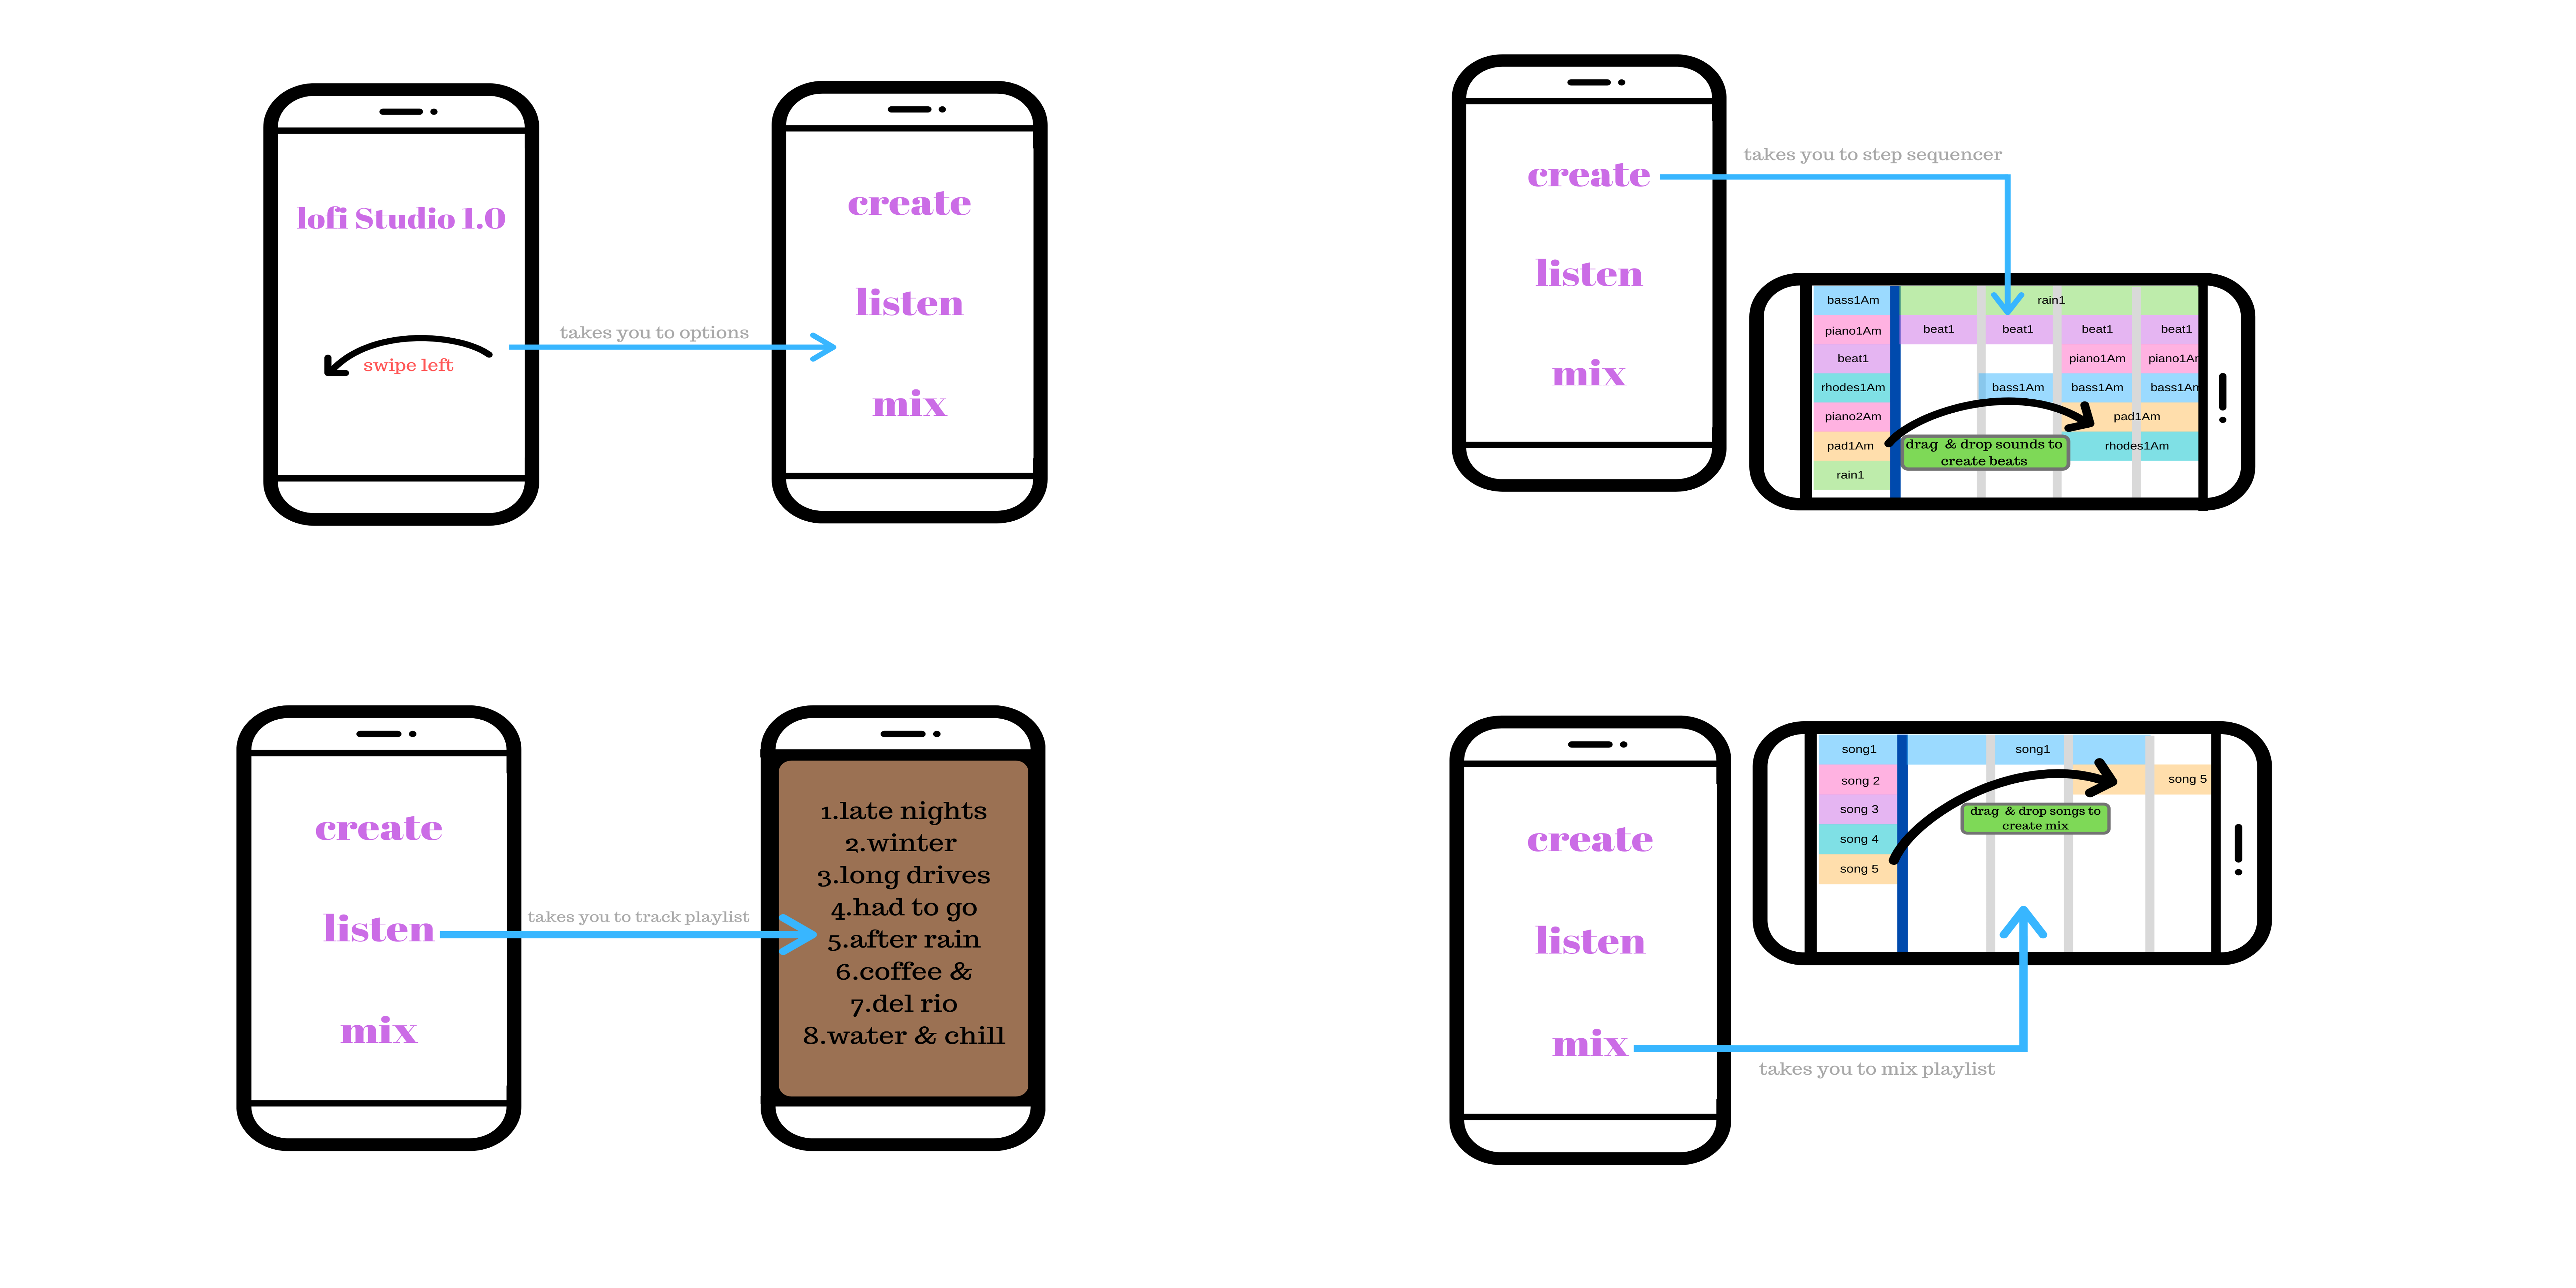 lofi Studio 1.0
swipe left
takes you to options
create
listen
mix
create
listen
mix
takes you to step sequencer
bass1Am
piano1Am
beat1
rhodes1Am
piano2Am
pad1Am
rain1
rain1
beat1 beat1 beat1 beat1
piano1Am piano1Am
bass1Am bass1Am bass1Am
pad1Am
rhodes1Am
drag & drop sounds to
create beats
create
listen
mix
takes you to track playlist
1.late nights
2.winter
3.long drives
4.had to go
5.after rain
6.coffee &
7.del rio
8.water & chill
create
listen
mix
takes you to mix playlist
song1
song 2
song 3
song 4
song 5
song1
song 5
drag & drop songs to
create mix